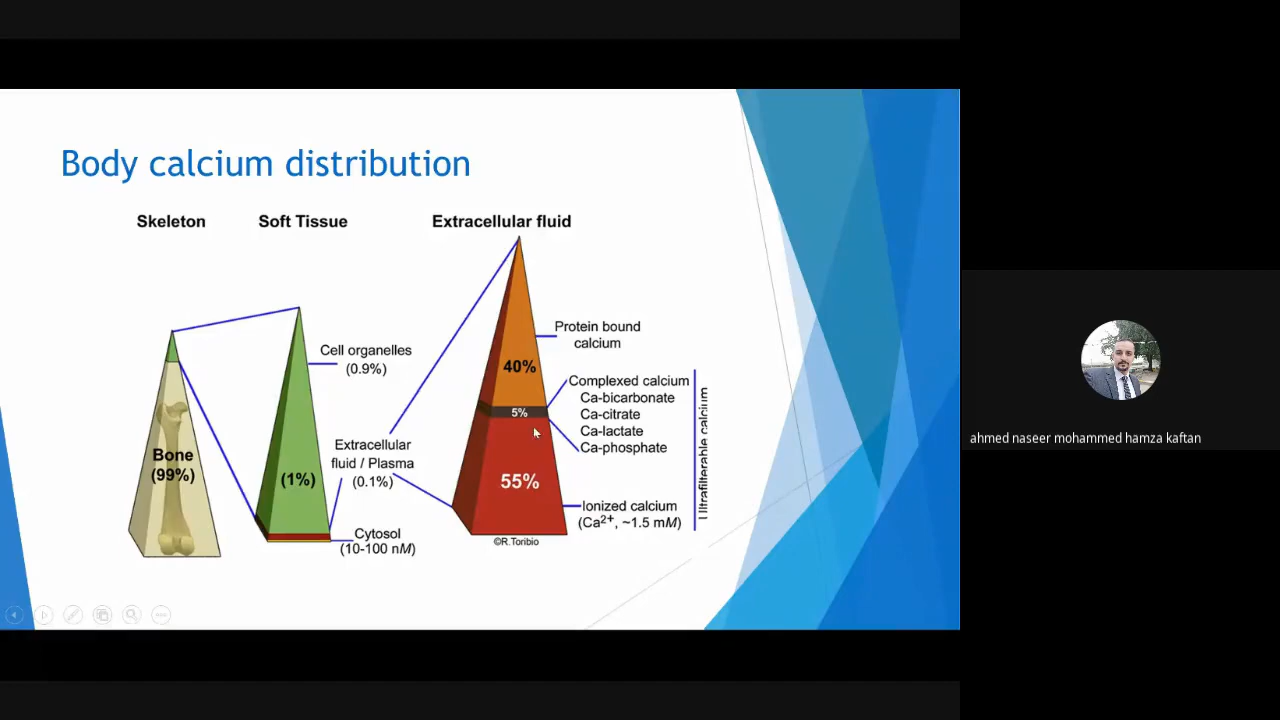 Body calcium distribution
Skeleton
Soft Tissue
Extracellular fluid
Bone
(99%)
(1%)
Cell organelles
(0.9%)
Extracellular
fluid / Plasma
(0.1%)
Cytosol
(10-100 nM)
40%
5%
55%
Protein bound
calcium
Complexed calcium
Ca-bicarbonate
Ca-citrate
Ca-lactate
Ca-phosphate
Ionized calcium
(Ca2+, ~1.5 mM)
Ultrafilterable calcium
©R.Toribio
ahmed naseer mohammed hamza kaftan